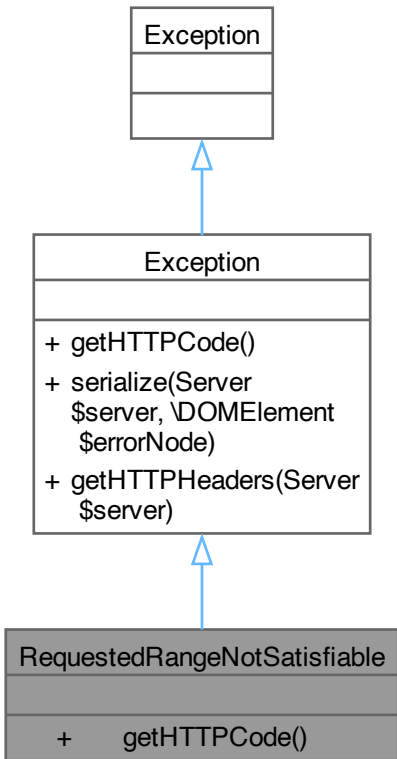 Exception
Exception
+ getHTTPCode()
+ serialize(Server
$server, \DOMElement
$errorNode)
+ getHTTPHeaders(Server
$server)
RequestedRangeNotSatisfiable
+ getHTTPCode()